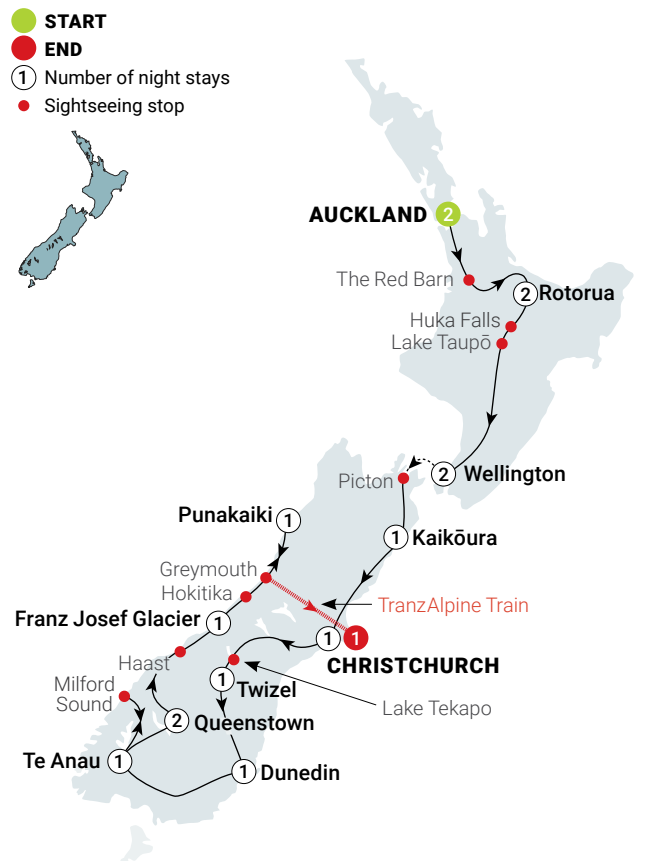 START
END
1 Number of night stays
Sightseeing stop
AUCKLAND 2
The Red Barn
2 Rotorua
Huka Falls
Lake Taupō
2 Wellington
Picton
Punakaiki 1
1 Kaikōura
Greymouth
Hokitika
TranzAlpine Train
Franz Josef Glacier 1
1 1
CHRISTCHURCH
Haast
1 Twizel
Milford
Sound
Lake Tekapo
2 Queenstown
Te Anau 1
1 Dunedin